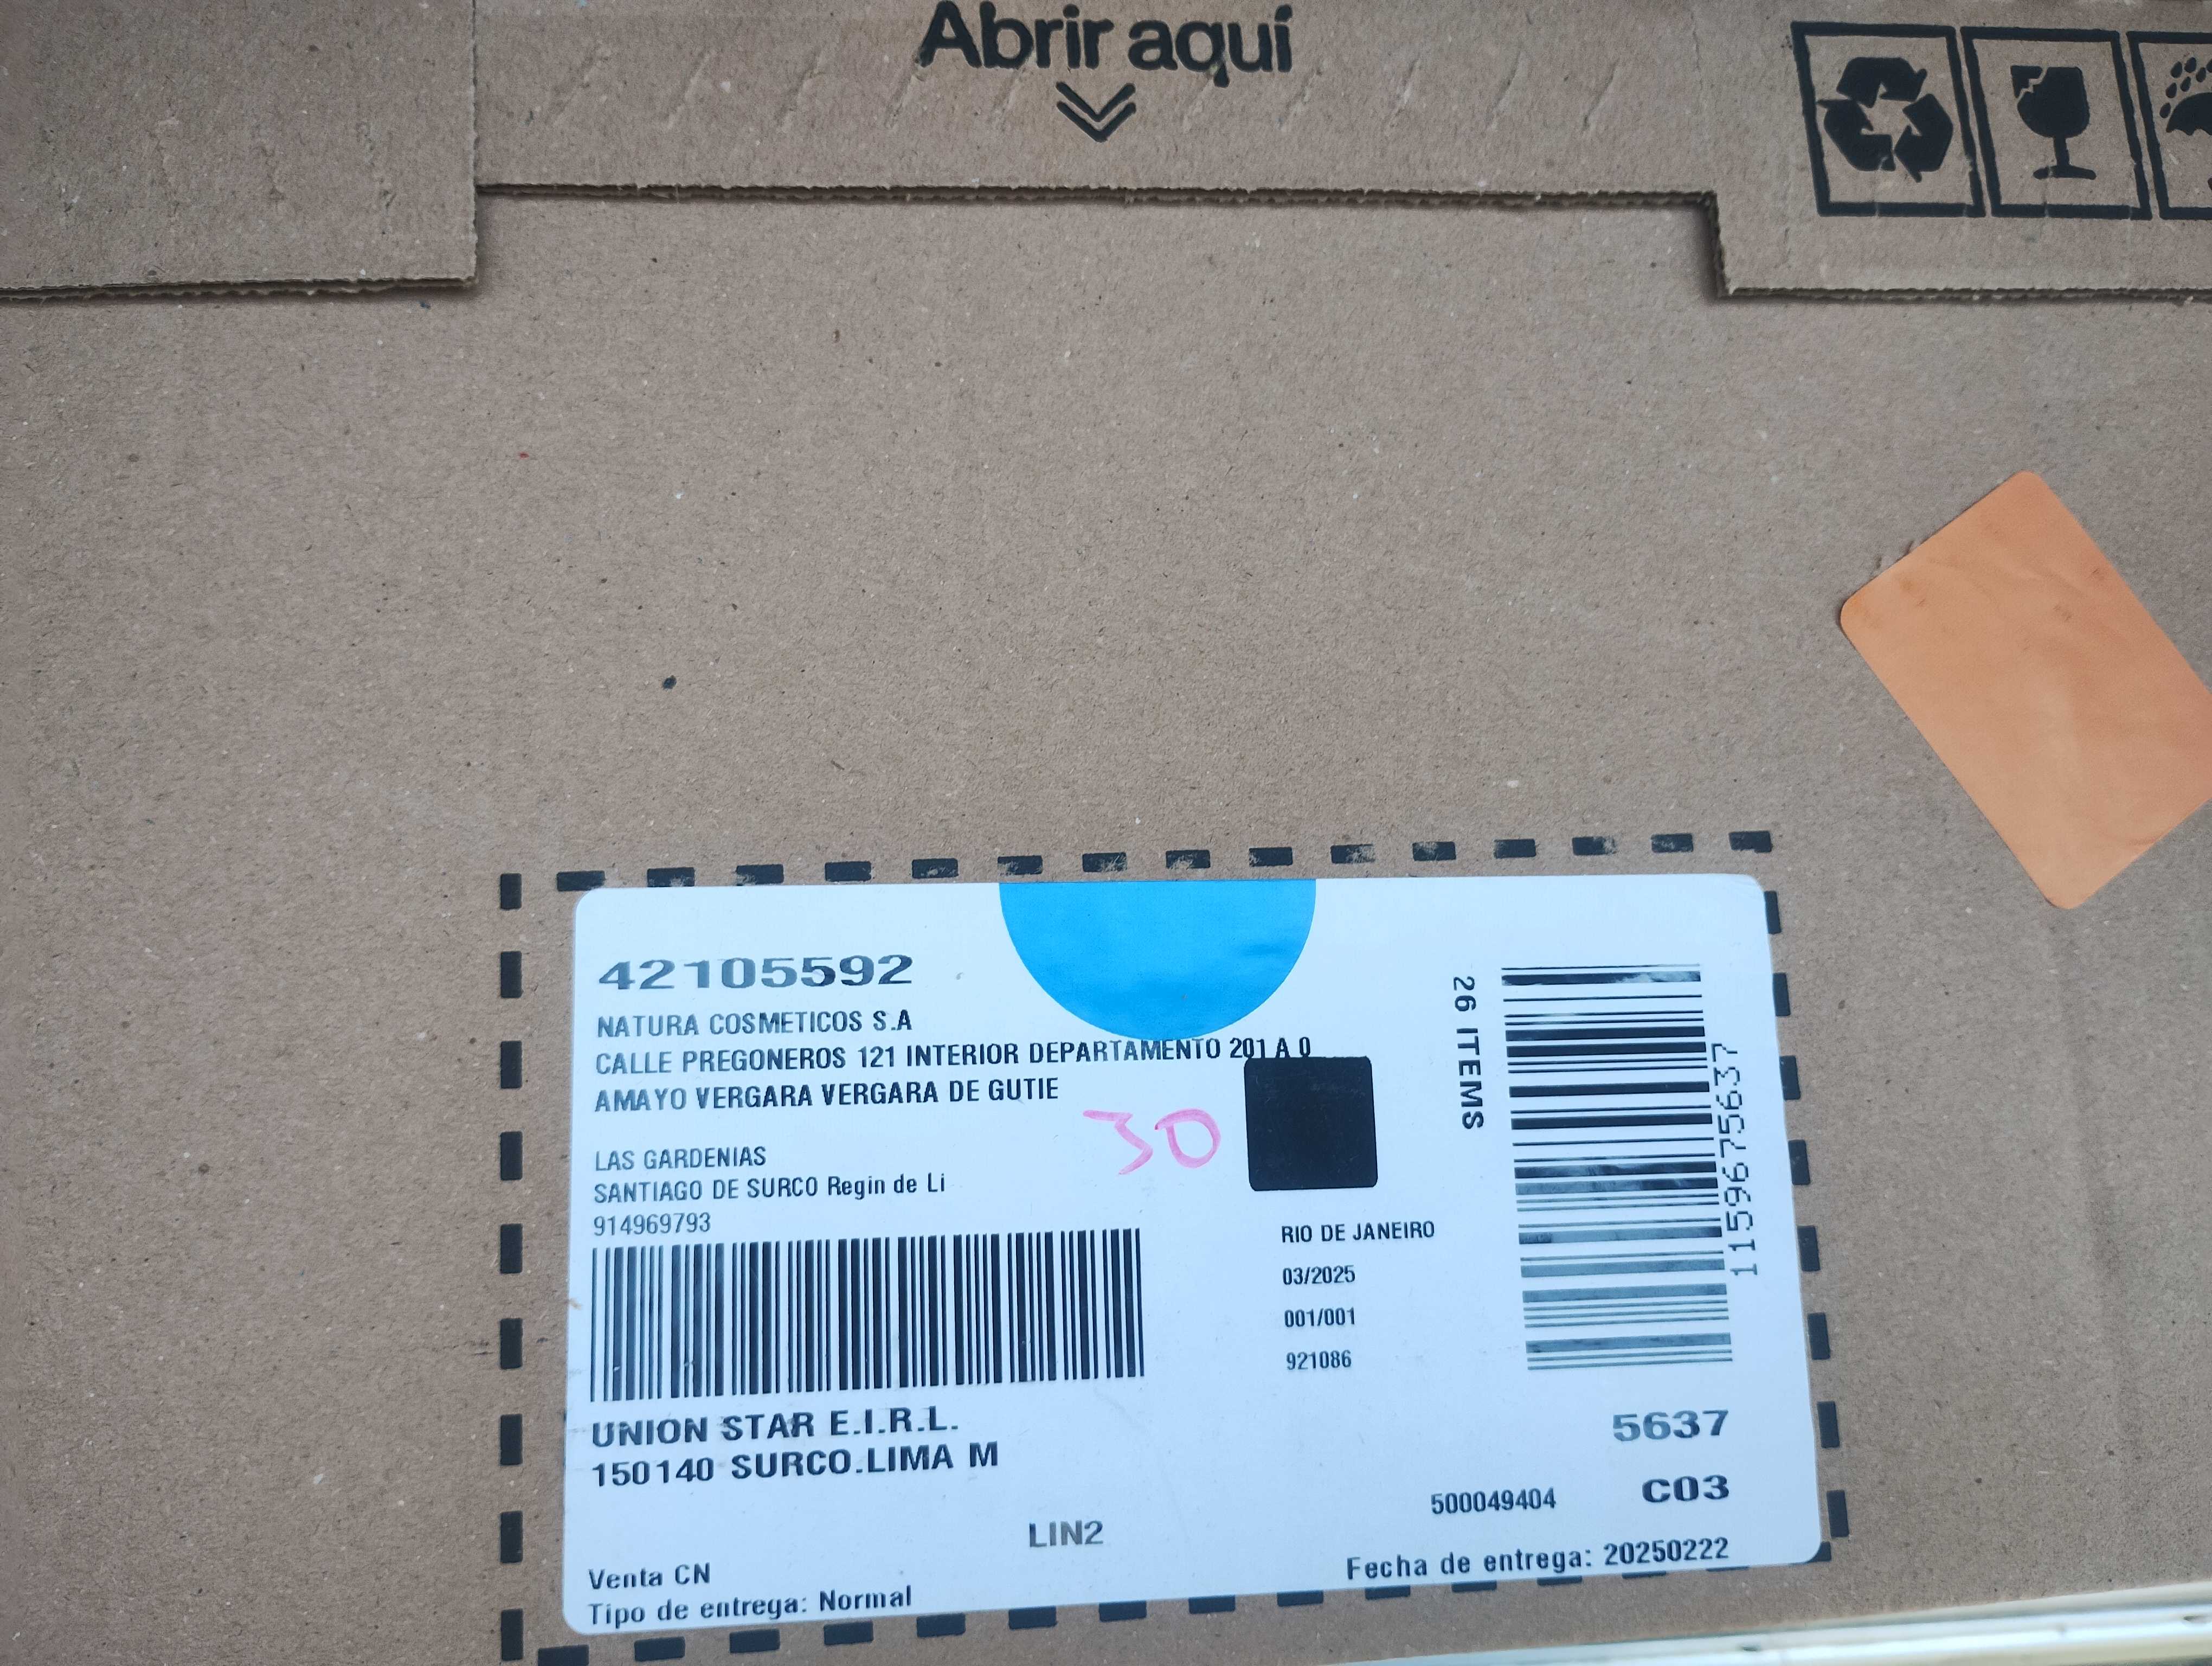 Abrir aquí
42105592
NATURA COSMETICOS S.A
CALLE PREGONEROS 121 INTERIOR DEPARTAMENTO 201 A 0
AMAYO VERGARA VERGARA DE GUTIE
30
LAS GARDENIAS
SANTIAGO DE SURCO Regin de Li
914969793
UNION STAR E.I.R.L.
150140 SURCO.LIMA M
LIN2
Venta CN
Tipo de entrega: Normal
26 ITEMS
1159675637
RIO DE JANEIRO
03/2025
001/001
921086
5637
500049404 C03
Fecha de entrega: 20250222